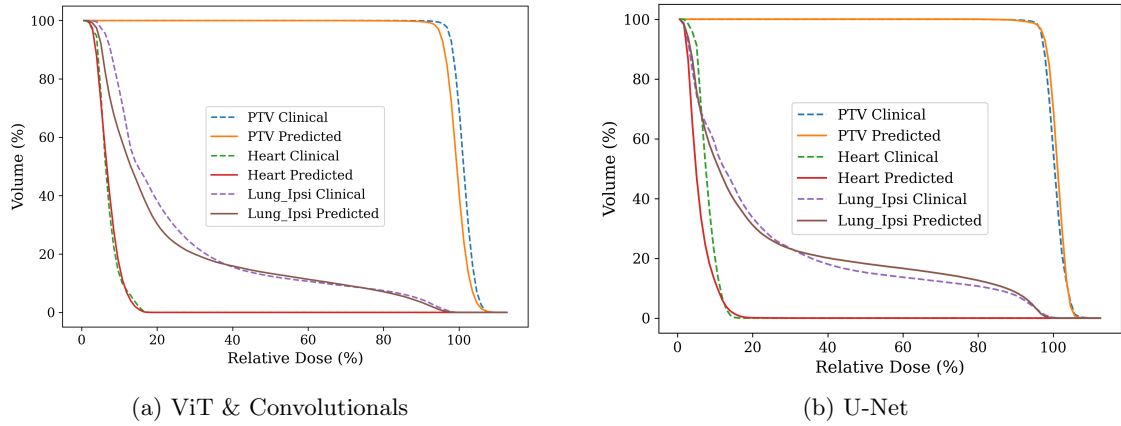 100
80
60
40
20
0
Volume (%)
PTV Clinical
PTV Predicted
Heart Clinical
Heart Predicted
Lung_Ipsi Clinical
Lung_Ipsi Predicted
0 20 40 60 80 100
Relative Dose (%)
(a) ViT & Convolutionals
100
80
60
40
20
0
Volume (%)
PTV Clinical
PTV Predicted
Heart Clinical
Heart Predicted
Lung_Ipsi Clinical
Lung_Ipsi Predicted
0 20 40 60 80 100
Relative Dose (%)
(b) U-Net